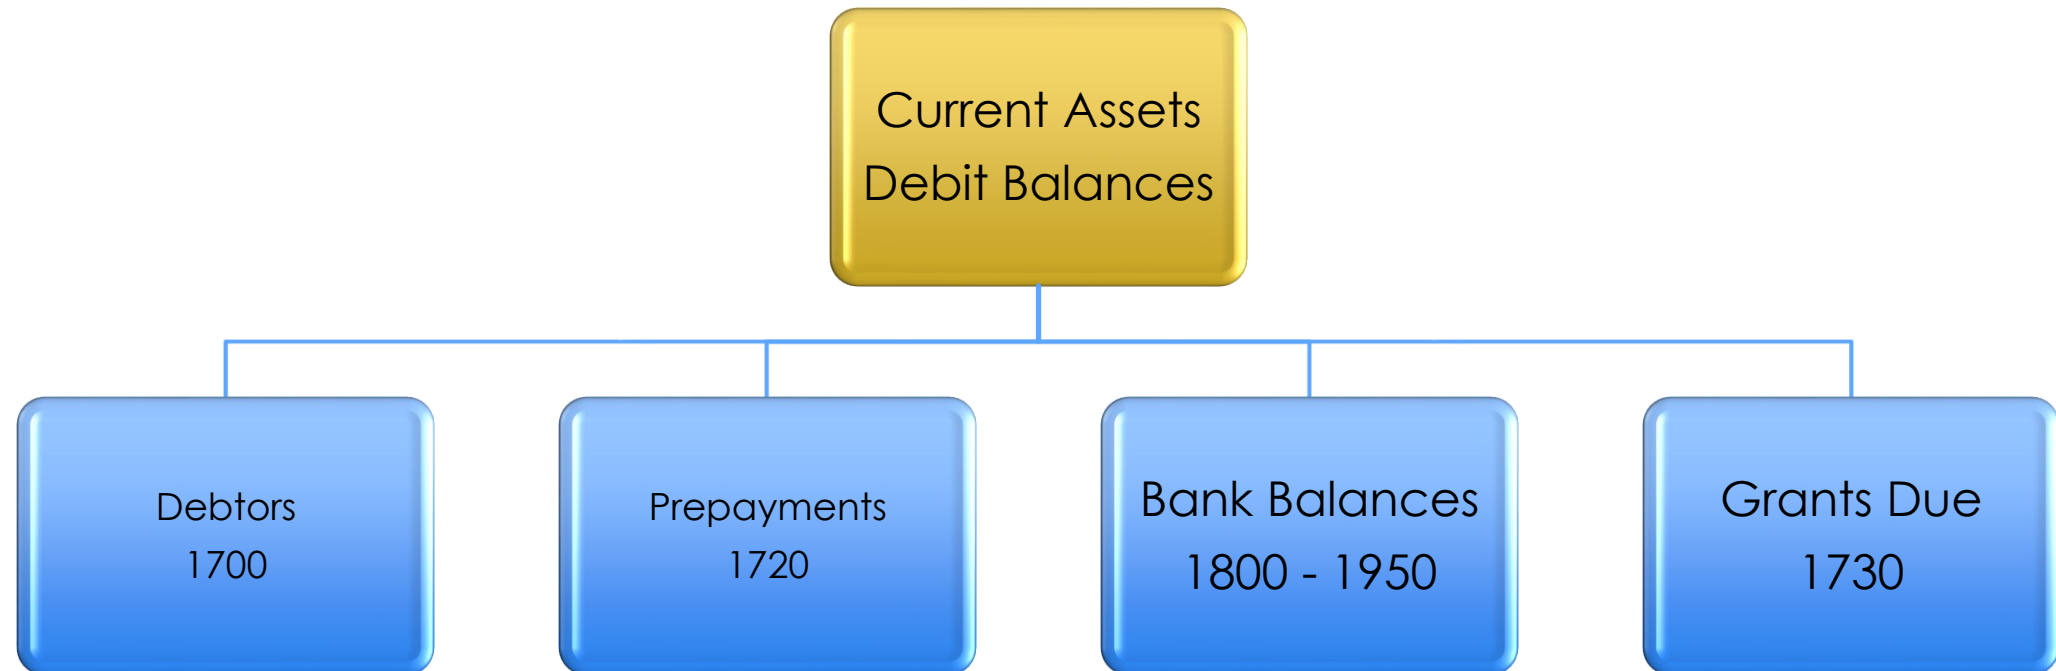 Current Assets
Debit Balances
Debtors
1700
Prepayments
1720
Bank Balances
1800 - 1950
Grants Due
1730